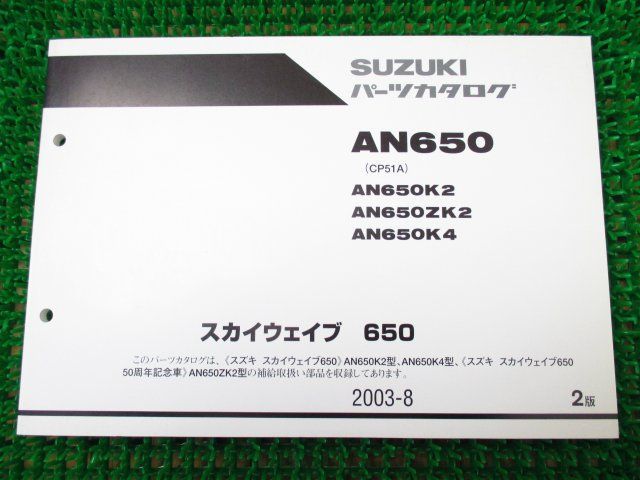 SUZUKI
パーツカタログ
AN650
(CP51A)
AN650K2
AN650ZK2
AN650K4
スカイウェイブ 650
このパーツカタログは、《スズキ スカイウェイブ650》AN650K2型、AN650K4型、《スズキ スカイウェイブ650
50周年記念車》AN650ZK2型の補給取扱い部品を収録してあります。
2003-8
2版